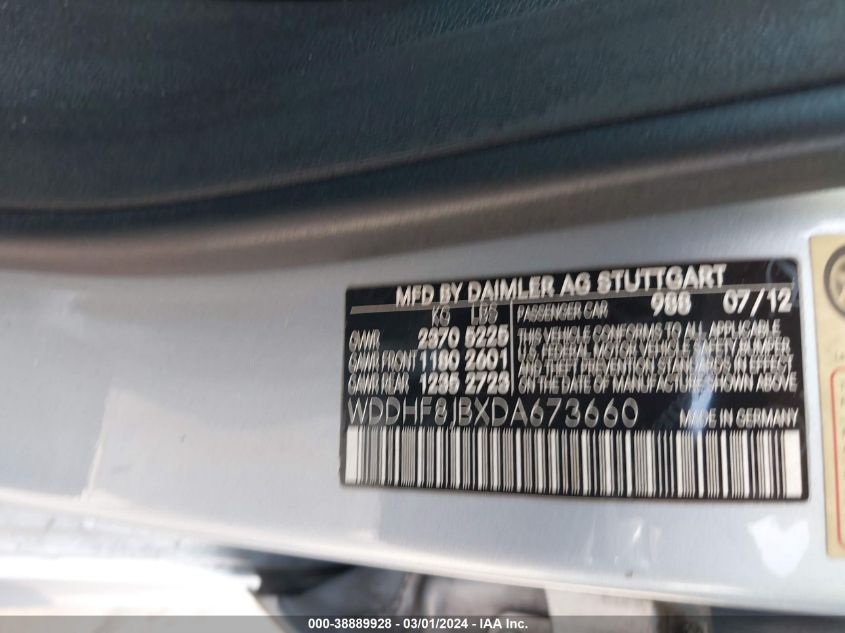 MFD BY DAIMLER AG STUTTGART
KG LBS
GVWR 2370 5225
GAWR FRONT 1180 2601
GAWR REAR 1235 2723
PASSENGER CAR 988 07/12
THIS VEHICLE CONFORMS TO ALL APPLICABLE
U.S. FEDERAL MOTOR VEHICLE SAFETY BUMPER
AND THEFT PREVENTION STANDARDS IN EFFECT
ON THE DATE OF MANUFACTURE SHOWN ABOVE
WDDHF8JBXDA673660
MADE IN GERMANY
000-38889928 - 03/01/2024 - IAA Inc.